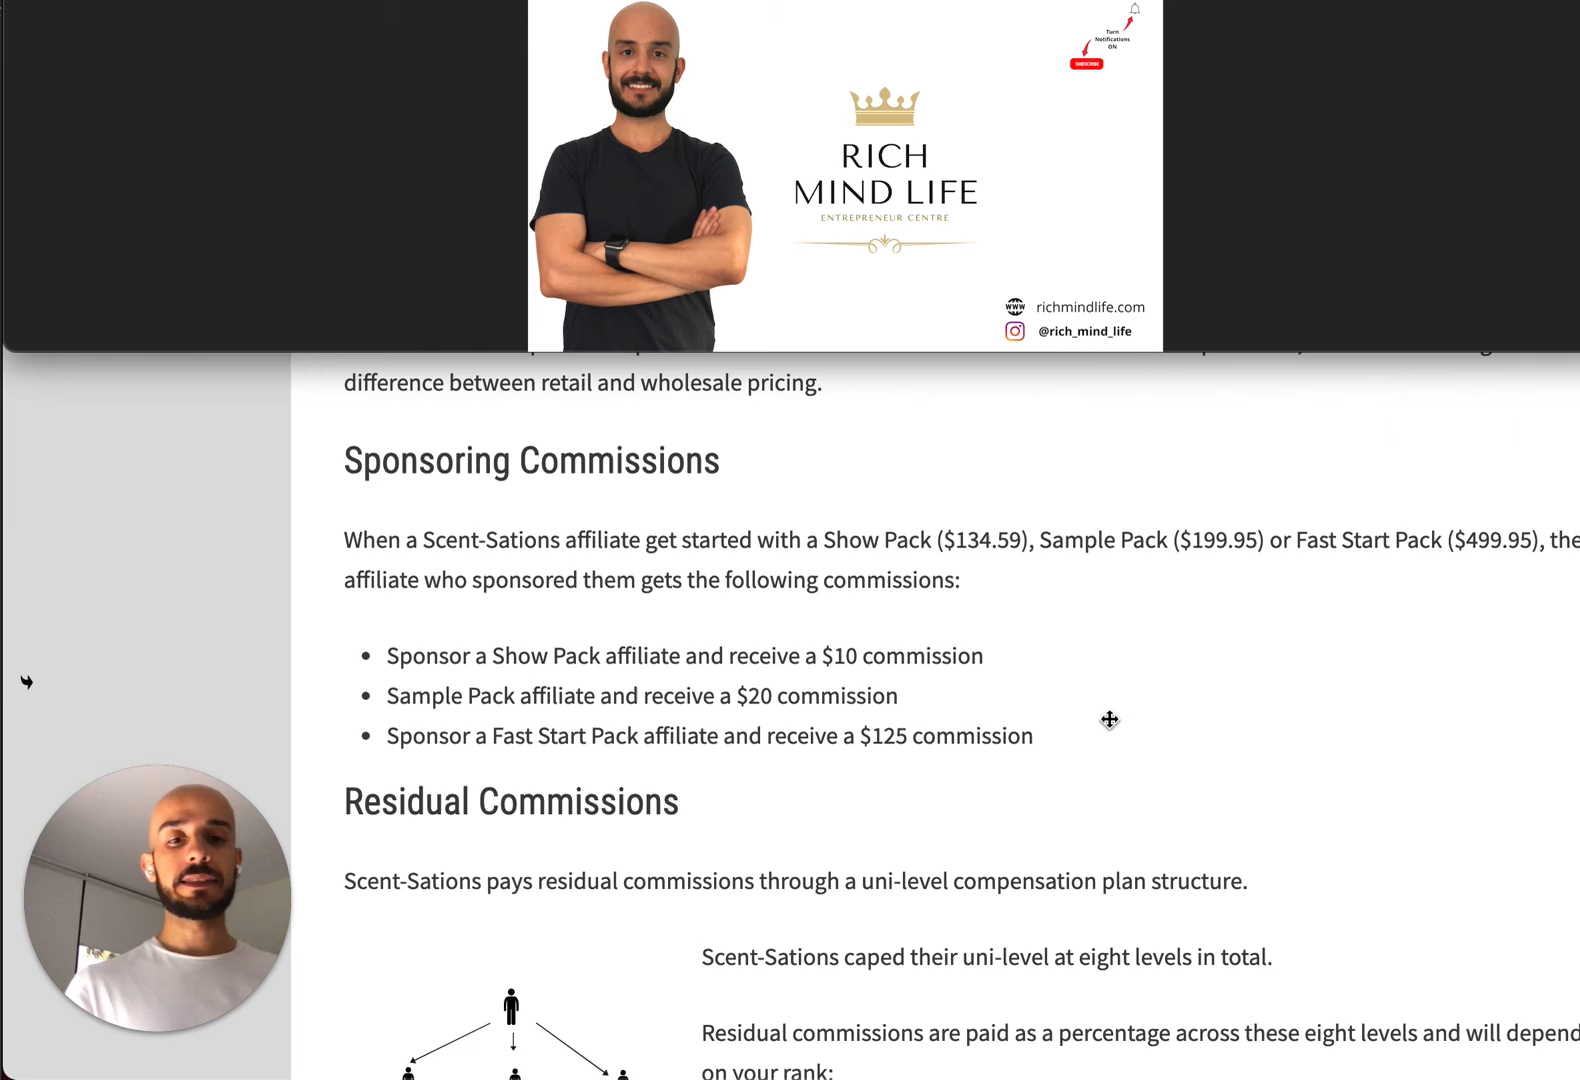 Turn
Notifications
ON
SUBSCRIBE
RICH
MIND LIFE
ENTREPRENEUR CENTRE
www
richmindlife.com
@rich_mind_life
difference between retail and wholesale pricing.
Sponsoring Commissions
When a Scent-Sations affiliate get started with a Show Pack ($134.59), Sample Pack ($199.95) or Fast Start Pack ($499.95), the
affiliate who sponsored them gets the following commissions:
• Sponsor a Show Pack affiliate and receive a $10 commission
• Sample Pack affiliate and receive a $20 commission
• Sponsor a Fast Start Pack affiliate and receive a $125 commission
Residual Commissions
Scent-Sations pays residual commissions through a uni-level compensation plan structure.
Scent-Sations caped their uni-level at eight levels in total.
Residual commissions are paid as a percentage across these eight levels and will depend
on your rank: